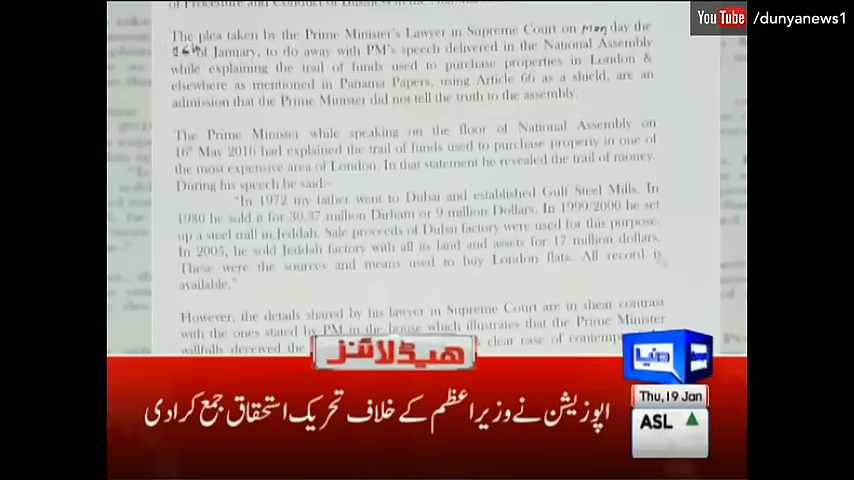 of Procedure and Conduct of Business in the
The plea taken by the Prime Minister's Lawyer in Supreme Court on Monday the
16th of January, to do away with PM's speech delivered in the National Assembly
while explaining the trail of funds used to purchase properties in London &
elsewhere as mentioned in Panama Papers, using Article 66 as a shield, are an
admission that the Prime Minister did not tell the truth to the assembly.
The Prime Minister while speaking on the floor of National Assembly on
16th May 2016 had explained the trail of funds used to purchase property in one of
the most expensive area of London. In that statement he revealed the trail of money.
During his speech he said:-
"In 1972 my father went to Dubai and established Gulf Steel Mills. In
1980 he sold it for 30.37 million Dirham or 9 million Dollars. In 1999/2000 he set
up a steel mill in Jeddah. Sale proceeds of Dubai factory were used for this purpose.
In 2005, he sold Jeddah factory with all its land and assets for 17 million dollars.
These were the sources and means used to buy London flats. All record is
available."
However, the details shared by his lawyer in Supreme Court are in shear contrast
with the ones stated by PM in the house which illustrates that the Prime Minister
willfully deceived the clear case of contempt
YouTube /dunyanews1
ہیڈلائنز
دنیا
Thu, 19 Jan
ASL
اپوزیشن نے وزیراعظم کے خلاف تحریک استحقاق جمع کرادی